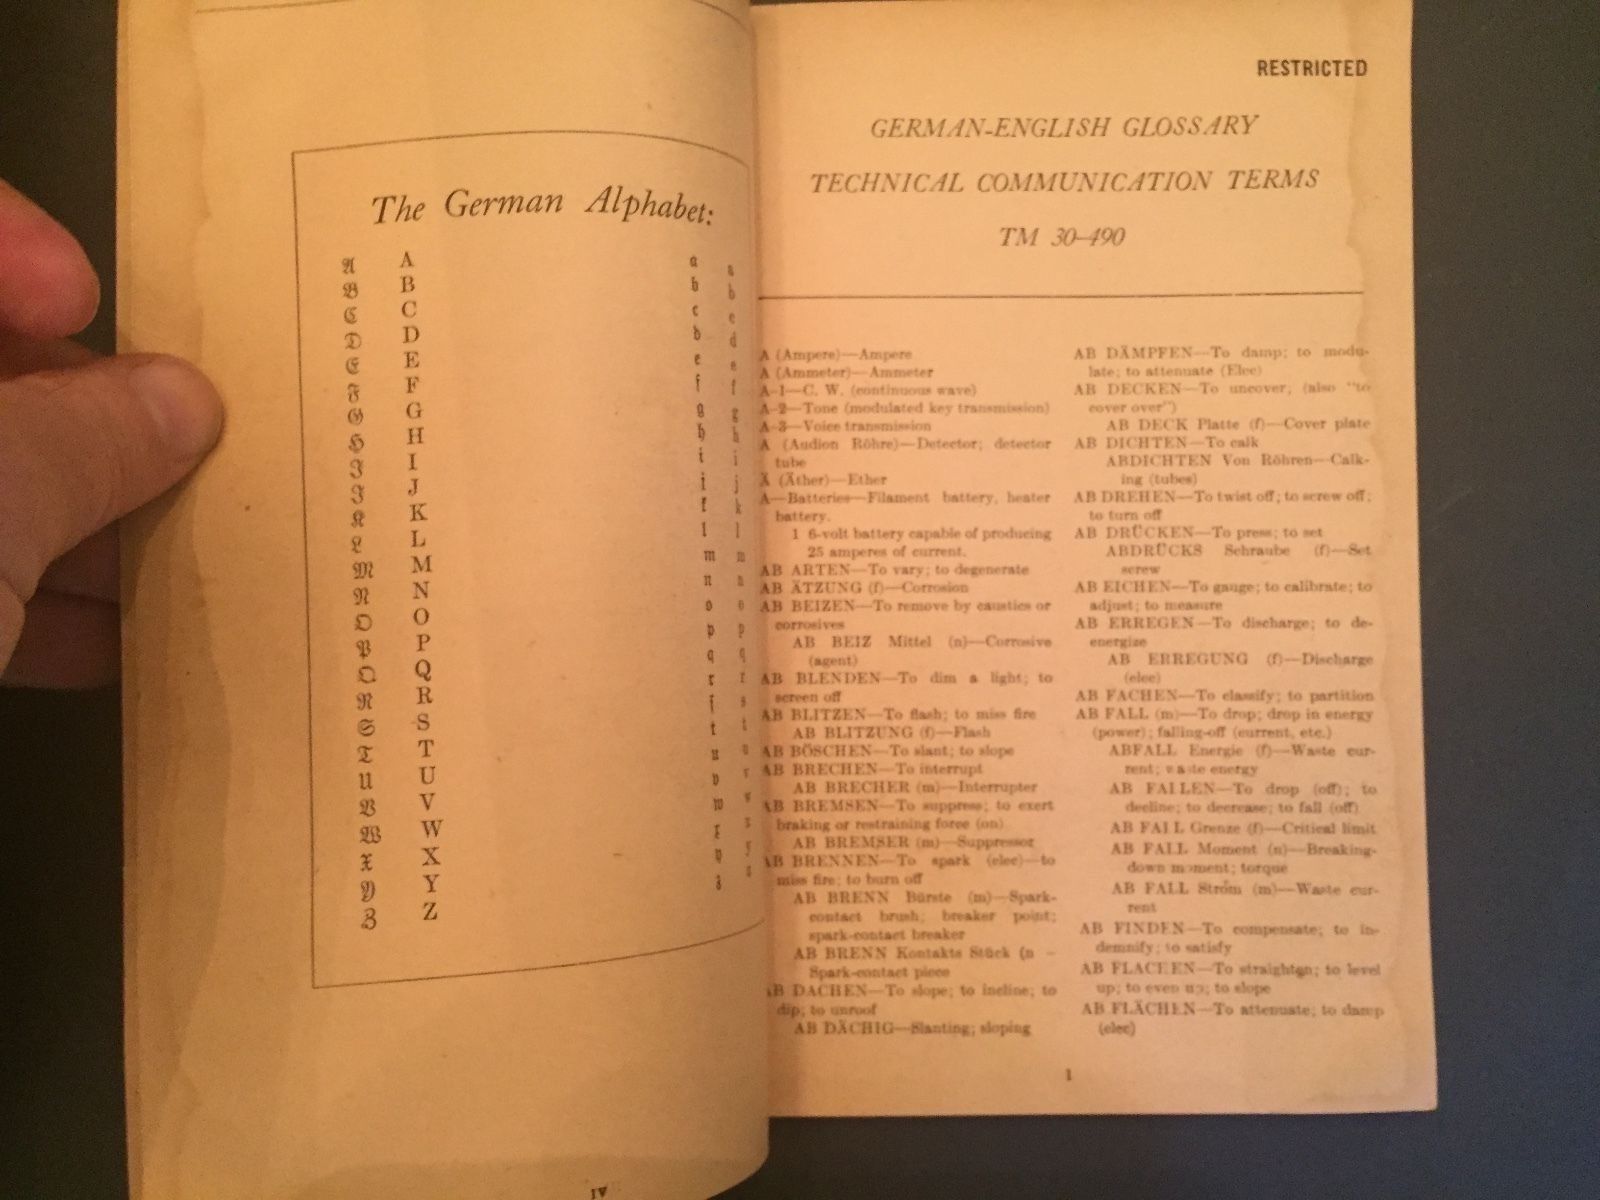 The German Alphabet:
𝔄 A a a
𝔅 B b b
ℭ C c c
𝔇 D d d
𝔈 E e e
𝔉 F f f
𝔊 G g g
ℌ H h h
ℑ I i i
𝔍 J j j
𝔎 K k k
𝔏 L l l
𝔐 M m m
𝔑 N n n
𝔒 O o o
𝔓 P p p
𝔔 Q q q
ℜ R r r
𝔖 S ſ s
𝔗 T t t
𝔘 U u u
𝔙 V v v
𝔚 W w w
𝔛 X x x
𝔜 Y y y
ℨ Z z z
IV
RESTRICTED
GERMAN-ENGLISH GLOSSARY
TECHNICAL COMMUNICATION TERMS
TM 30-490
A (Ampere)—Ampere
A (Ammeter)—Ammeter
A-1—C. W. (continuous wave)
A-2—Tone (modulated key transmission)
A-3—Voice transmission
A (Audion Röhre)—Detector; detector
tube
Ä (Äther)—Ether
A—Batteries—Filament battery, heater
battery.
1 6-volt battery capable of producing
25 amperes of current.
AB ARTEN—To vary; to degenerate
AB ÄTZUNG (f)—Corrosion
AB BEIZEN—To remove by caustics or
corrosives
AB BEIZ Mittel (n)—Corrosive
(agent)
AB BLENDEN—To dim a light; to
screen off
AB BLITZEN—To flash; to miss fire
AB BLITZUNG (f)—Flash
AB BÖSCHEN—To slant; to slope
AB BRECHEN—To interrupt
AB BRECHER (m)—Interrupter
AB BREMSEN—To suppress; to exert
braking or restraining force (on)
AB BREMSER (m)—Suppressor
AB BRENNEN—To spark (elec)—to
miss fire; to burn off
AB BRENN Bürste (m)—Spark-
contact brush; breaker point;
spark-contact breaker
AB BRENN Kontakts Stück (n –
Spark-contact piece
AB DACHEN—To slope; to incline; to
dip; to unroof
AB DÄCHIG—Slanting; sloping
AB DÄMPFEN—To damp; to modu-
late; to attenuate (Elec)
AB DECKEN—To uncover; (also "to
cover over")
AB DECK Platte (f)—Cover plate
AB DICHTEN—To calk
ABDICHTEN Von Röhren—Calk-
ing (tubes)
AB DREHEN—To twist off; to screw off;
to turn off
AB DRÜCKEN—To press; to set
ABDRÜCKS Schraube (f)—Set
screw
AB EICHEN—To gauge; to calibrate; to
adjust; to measure
AB ERREGEN—To discharge; to de-
energize
AB ERREGUNG (f)—Discharge
(elec)
AB FACHEN—To classify; to partition
AB FALL (m)—To drop; drop in energy
(power); falling-off (current, etc.)
ABFALL Energie (f)—Waste cur-
rent; waste energy
AB FALLEN—To drop (off); to
decline; to decrease; to fall (off)
AB FALL Grenze (f)—Critical limit
AB FALL Moment (n)—Breaking-
down moment; torque
AB FALL Ström (m)—Waste cur-
rent
AB FINDEN—To compensate; to in-
demnify; to satisfy
AB FLACHEN—To straighten; to level
up; to even up; to slope
AB FLÄCHEN—To attenuate; to damp
(elec)
1